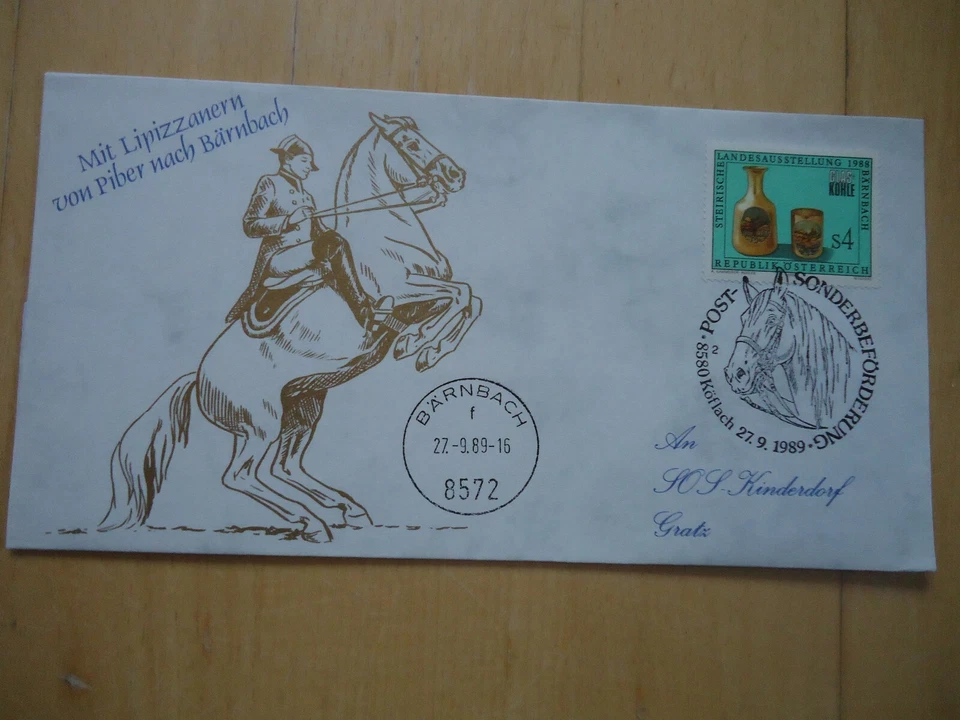 Mit Lipizzanern
von Piber nach Bärnbach
STEIRISCHE LANDESAUSSTELLUNG 1988 BÄRNBACH
GLAS
KOHLE
s4
REPUBLIK ÖSTERREICH
POST-SONDERBEFÖRDERUNG
2
8580 Köflach 27.9.1989
BÄRNBACH
f
27.-9.89-16
8572
An
SOS-Kinderdorf
Gratz